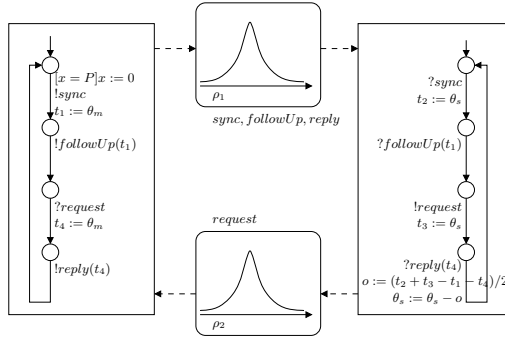 [x = P]x := 0
!sync
t₁ := θₘ
!followUp(t₁)
?request
t₄ := θₘ
!reply(t₄)
ρ₁
sync, followUp, reply
request
ρ₂
?sync
t₂ := θₛ
?followUp(t₁)
!request
t₃ := θₛ
?reply(t₄)
o := (t₂ + t₃ − t₁ − t₄)/2
θₛ := θₛ − o